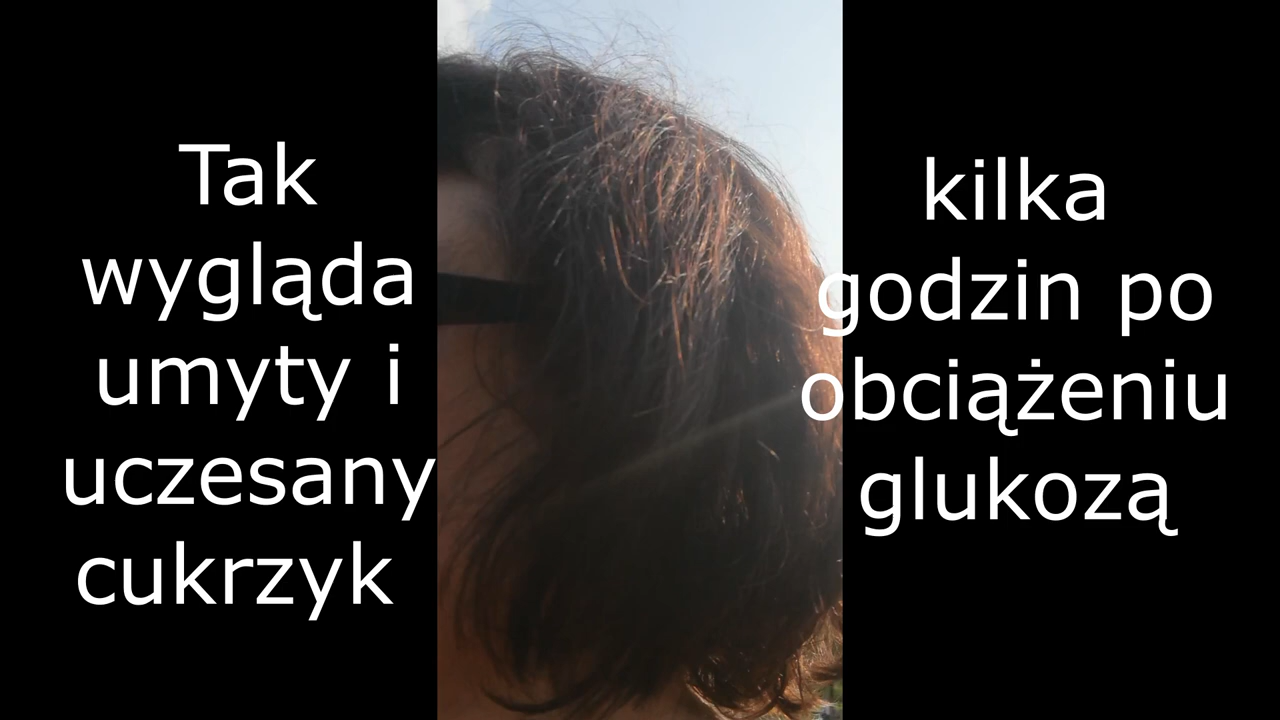 Tak
wygląda
umyty i
uczesany
cukrzyk
kilka
godzin po
obciążeniu
glukozą